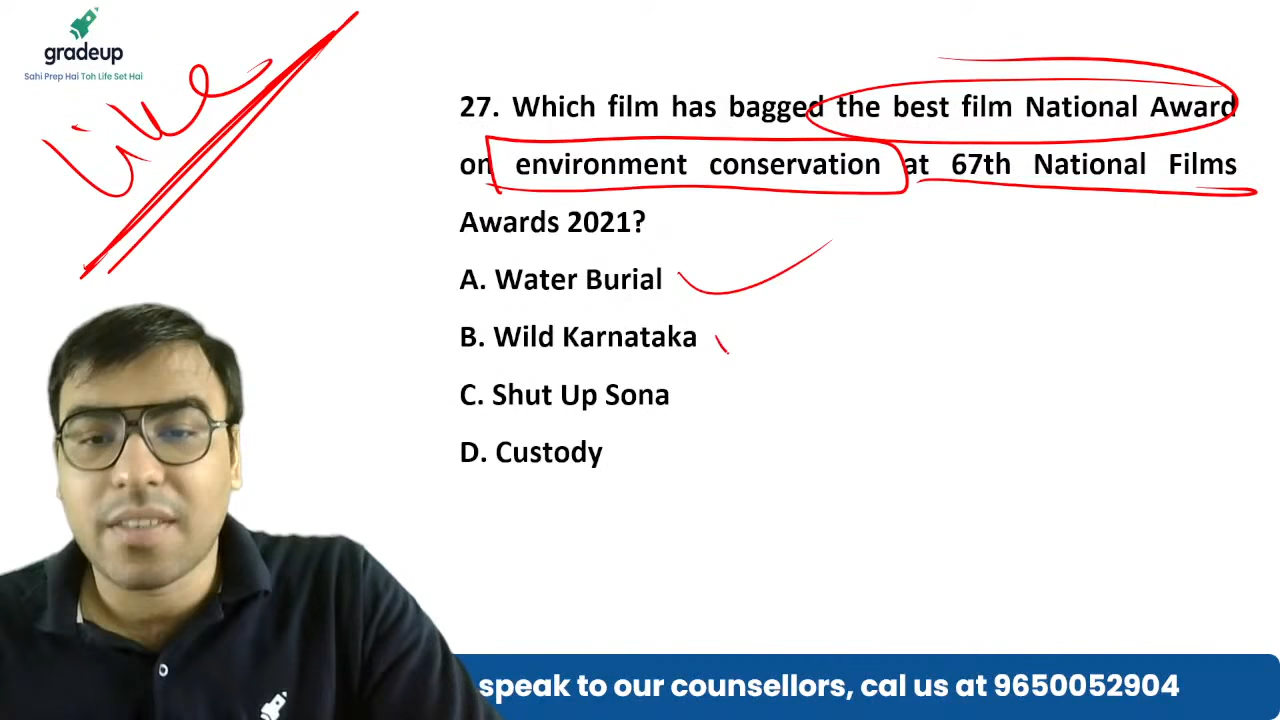 gradeup
Sahi Prep Hai Toh Life Set Hai
Like
27. Which film has bagged the best film National Award
on environment conservation at 67th National Films
Awards 2021?
A. Water Burial
B. Wild Karnataka
C. Shut Up Sona
D. Custody
speak to our counsellors, cal us at 9650052904